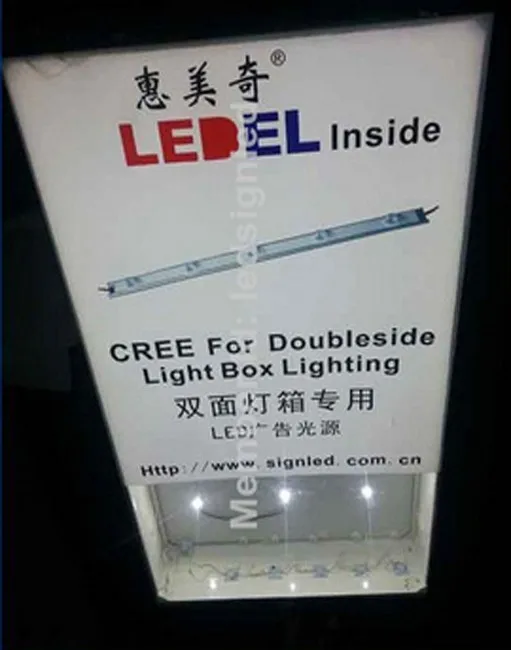 惠美奇®
LEDEL Inside
CREE For Doubleside
Light Box Lighting
双面灯箱专用
LED广告光源
Http://www.signled.com.cn